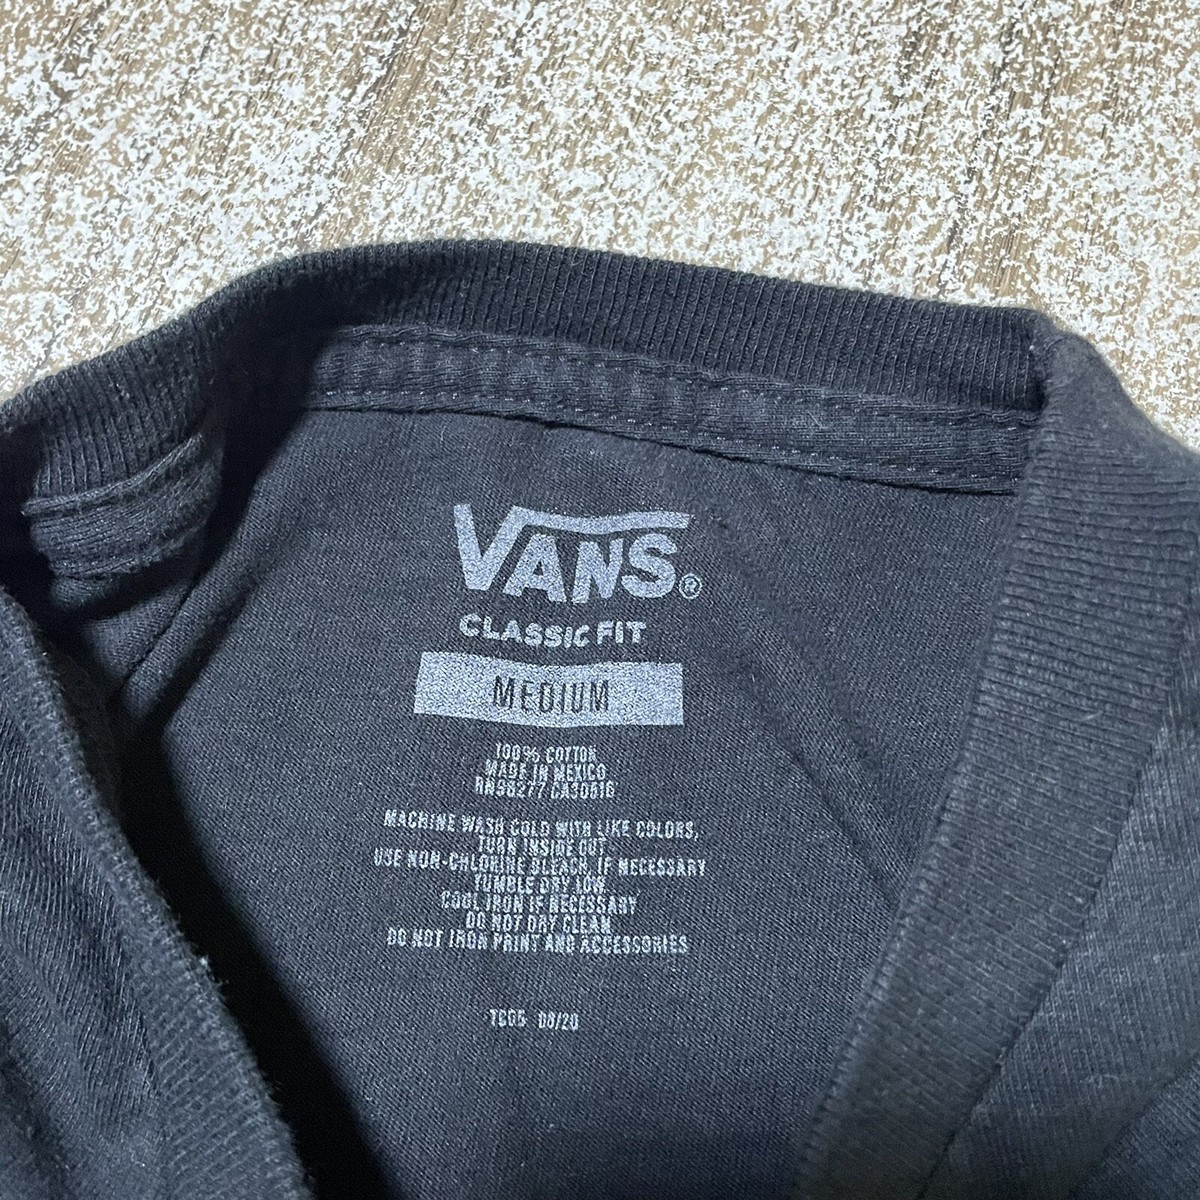 VANS®
CLASSIC FIT
MEDIUM
100% COTTON
MADE IN MEXICO
RN96277 CA30516
MACHINE WASH COLD WITH LIKE COLORS,
TURN INSIDE OUT.
USE NON-CHLORINE BLEACH, IF NECESSARY
TUMBLE DRY LOW.
COOL IRON IF NECESSARY
DO NOT DRY CLEAN
DO NOT IRON PRINT AND ACCESSORIES
08/20